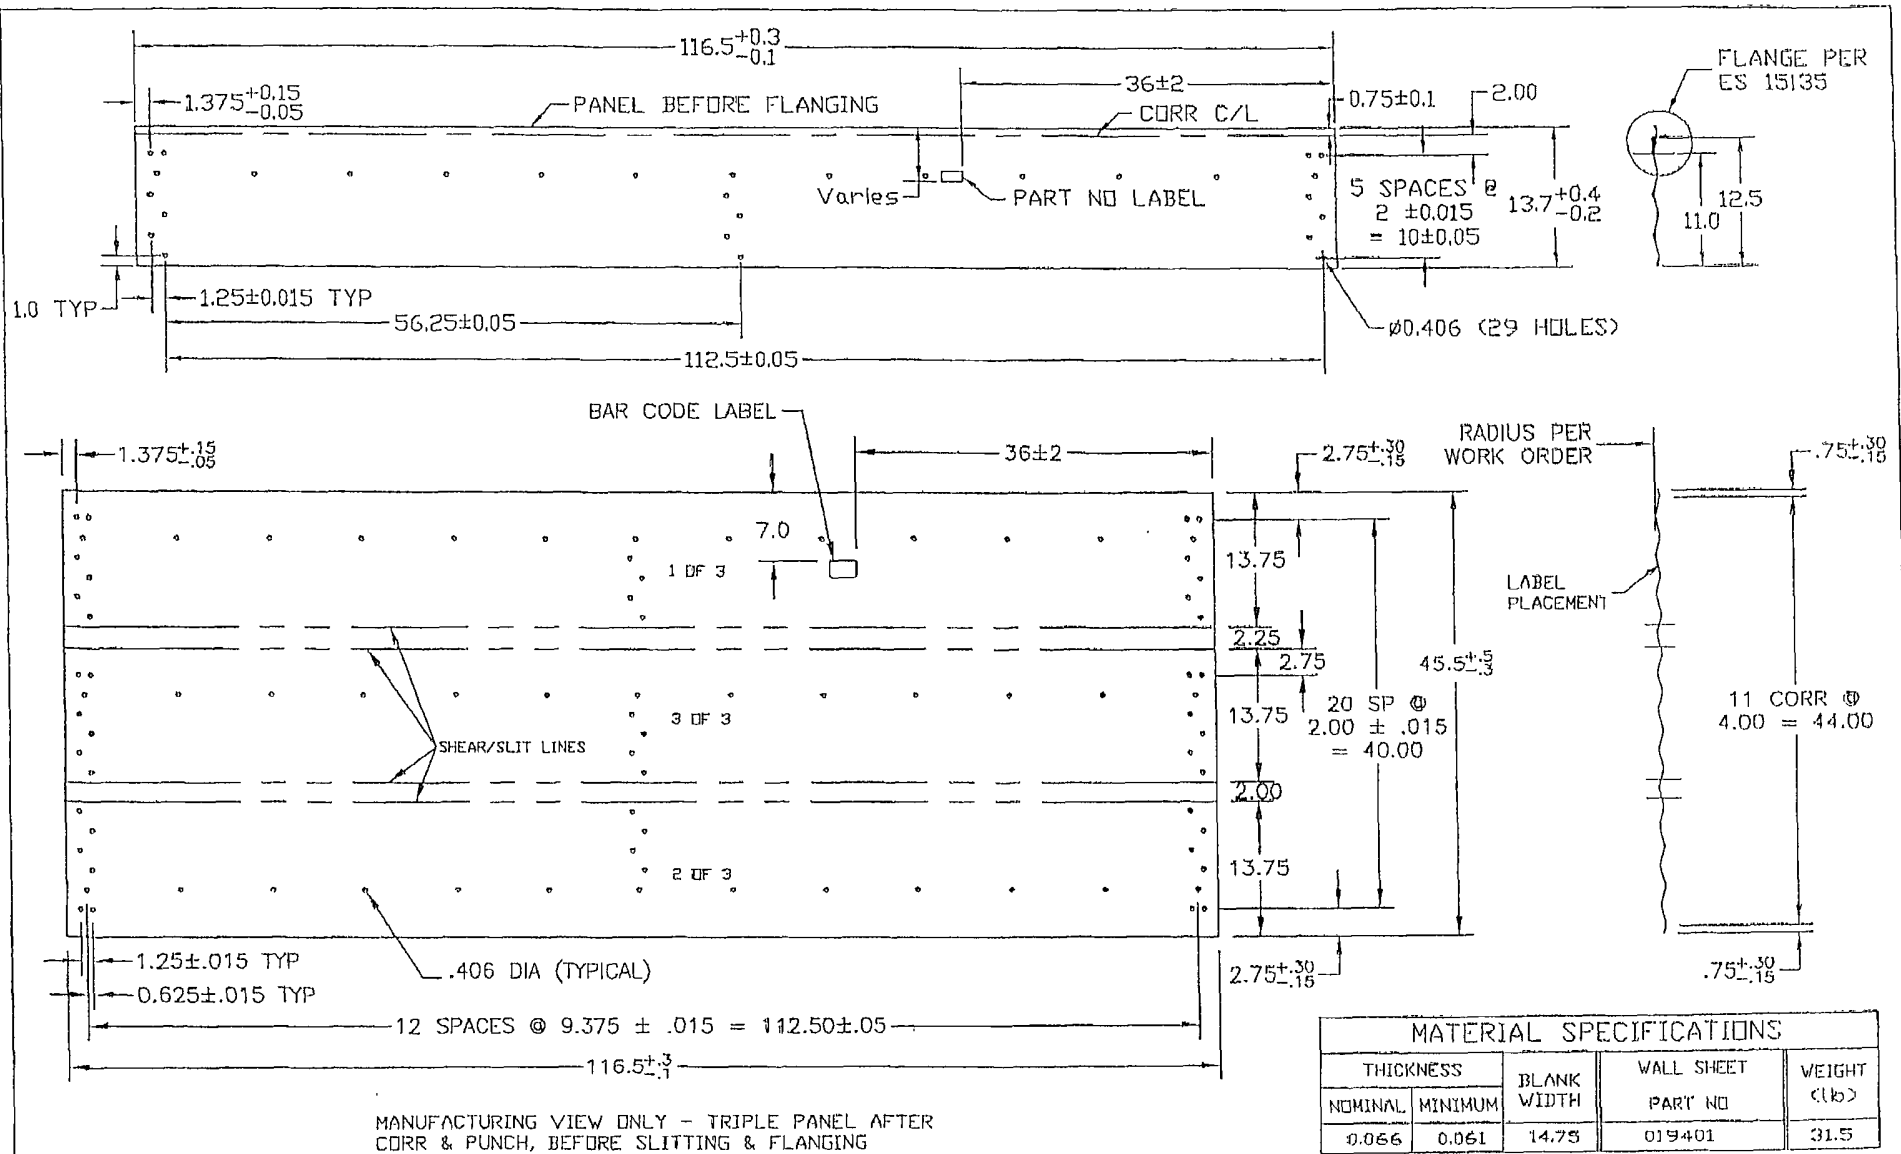 116.5+0.3
-0.1
36±2
FLANGE PER
ES 15135
1.375+0.15
-0.05
PANEL BEFORE FLANGING
CORR C/L
0.75±0.1
2.00
Varies
PART NO LABEL
5 SPACES @
2 ±0.015
= 10±0.05
13.7+0.4
-0.2
12.5
11.0
1.0 TYP
1.25±0.015 TYP
56.25±0.05
ø0.406 (29 HOLES)
112.5±0.05
BAR CODE LABEL
1.375+.15
-.05
36±2
2.75+.30
-.15
RADIUS PER
WORK ORDER
.75+.30
-.15
7.0
13.75
1 OF 3
LABEL
PLACEMENT
2.25
2.75
45.5+.5
-.3
3 OF 3
13.75
20 SP @
2.00 ± .015
= 40.00
11 CORR @
4.00 = 44.00
SHEAR/SLIT LINES
2.00
13.75
2 OF 3
1.25±.015 TYP
.406 DIA (TYPICAL)
2.75+.30
-.15
.75+.30
-.15
0.625±.015 TYP
12 SPACES @ 9.375 ± .015 = 112.50±.05
116.5+.3
-.1
MATERIAL SPECIFICATIONS
THICKNESS
BLANK
WIDTH
WALL SHEET
PART NO
WEIGHT
(lb)
NOMINAL
MINIMUM
0.066
0.061
14.75
019401
31.5
MANUFACTURING VIEW ONLY - TRIPLE PANEL AFTER
CORR & PUNCH, BEFORE SLITTING & FLANGING